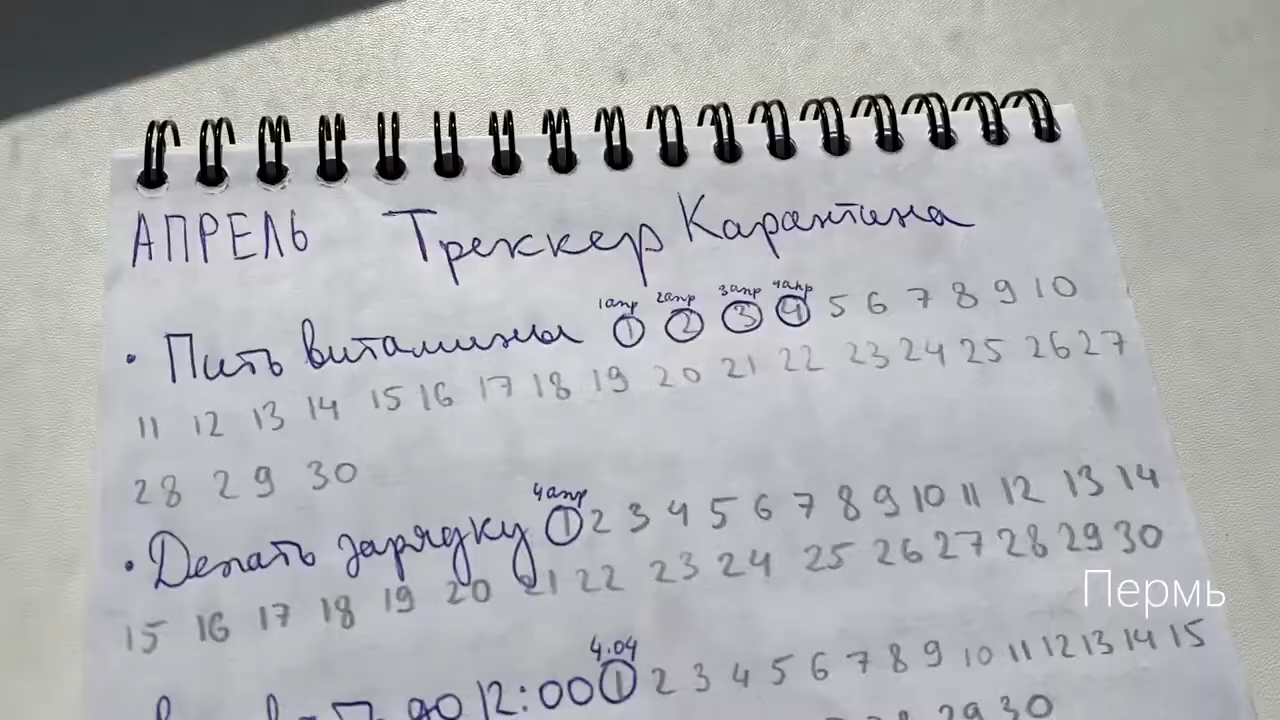 АПРЕЛЬ Треккер Карантина
1апр 2апр 3апр 4апр
• Пить витамины 1 2 3 4 5 6 7 8 9 10
11 12 13 14 15 16 17 18 19 20 21 22 23 24 25 26 27
28 29 30
4апр
• Делать зарядку 1 2 3 4 5 6 7 8 9 10 11 12 13 14
15 16 17 18 19 20 21 22 23 24 25 26 27 28 29 30
Пермь
4.04
до 12:00 1 2 3 4 5 6 7 8 9 10 11 12 13 14 15
29 30